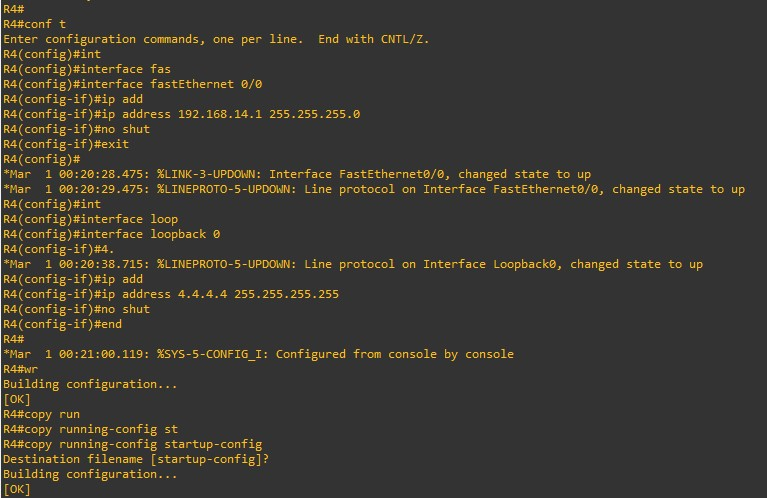 R4#
R4#conf t
Enter configuration commands, one per line.  End with CNTL/Z.
R4(config)#int
R4(config)#interface fas
R4(config)#interface fastEthernet 0/0
R4(config-if)#ip add
R4(config-if)#ip address 192.168.14.1 255.255.255.0
R4(config-if)#no shut
R4(config-if)#exit
R4(config)#
*Mar  1 00:20:28.475: %LINK-3-UPDOWN: Interface FastEthernet0/0, changed state to up
*Mar  1 00:20:29.475: %LINEPROTO-5-UPDOWN: Line protocol on Interface FastEthernet0/0, changed state to up
R4(config)#int
R4(config)#interface loop
R4(config)#interface loopback 0
R4(config-if)#4.
*Mar  1 00:20:38.715: %LINEPROTO-5-UPDOWN: Line protocol on Interface Loopback0, changed state to up
R4(config-if)#ip add
R4(config-if)#ip address 4.4.4.4 255.255.255.255
R4(config-if)#no shut
R4(config-if)#end
R4#
*Mar  1 00:21:00.119: %SYS-5-CONFIG_I: Configured from console by console
R4#wr
Building configuration...
[OK]
R4#copy run
R4#copy running-config st
R4#copy running-config startup-config
Destination filename [startup-config]?
Building configuration...
[OK]